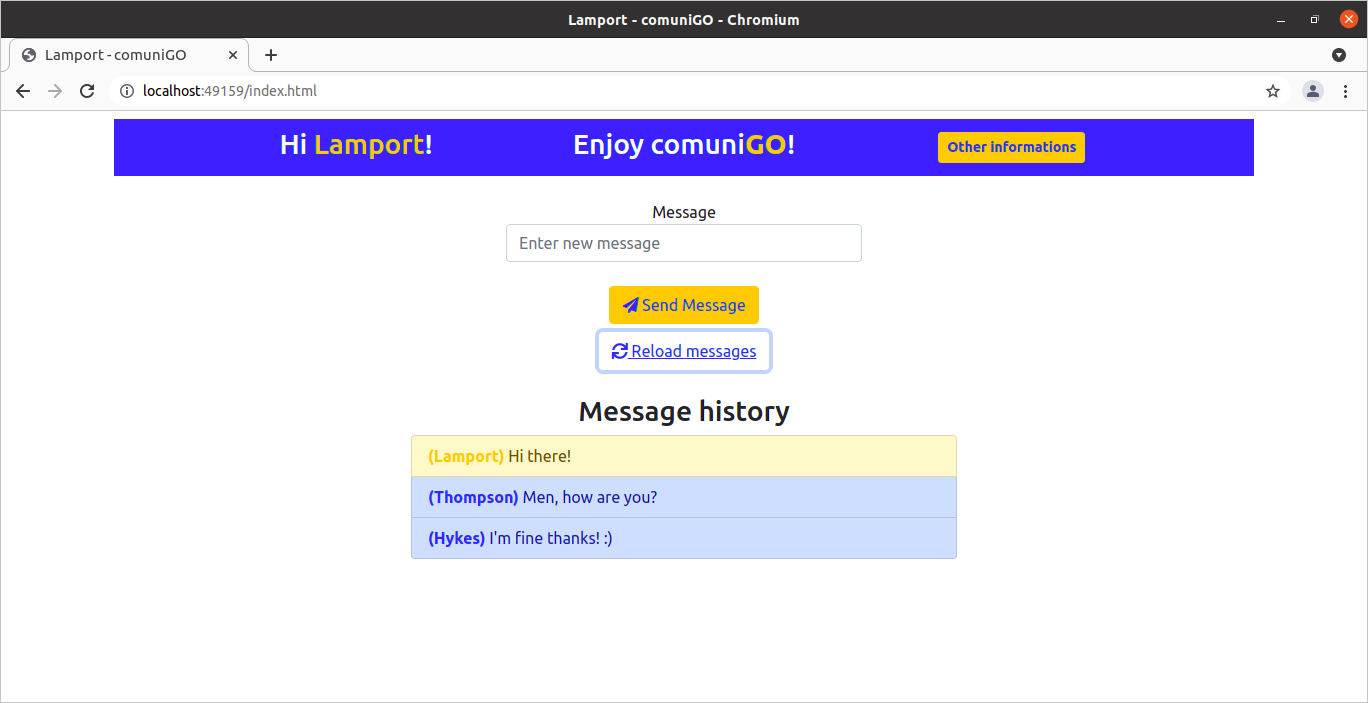 Lamport - comuniGO - Chromium
Lamport - comuniGO
localhost:49159/index.html
Hi Lamport! Enjoy comuniGO! Other informations
Message
Enter new message
Send Message
Reload messages
Message history
(Lamport) Hi there!
(Thompson) Men, how are you?
(Hykes) I'm fine thanks! :)